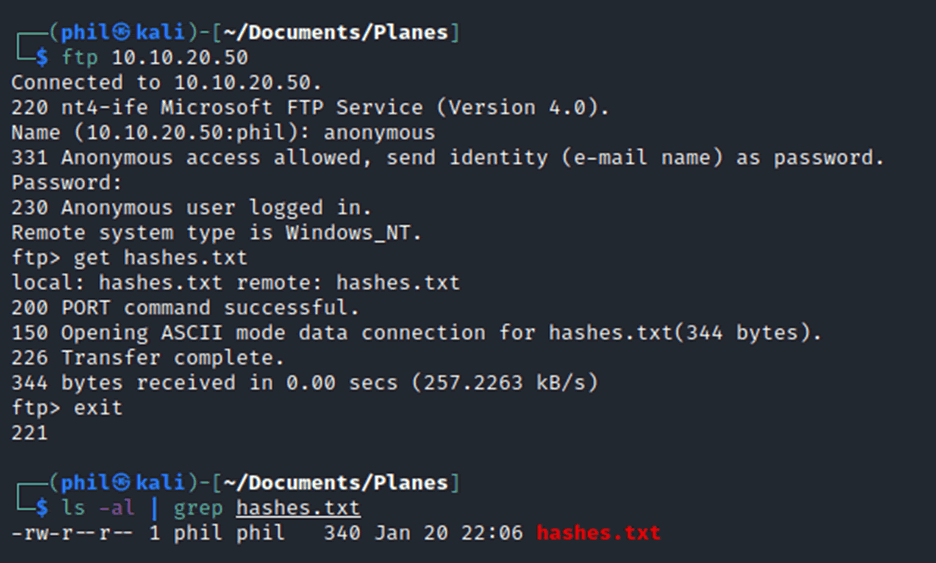 ┌──(phil㉿kali)-[~/Documents/Planes]
└─$ ftp 10.10.20.50
Connected to 10.10.20.50.
220 nt4-ife Microsoft FTP Service (Version 4.0).
Name (10.10.20.50:phil): anonymous
331 Anonymous access allowed, send identity (e-mail name) as password.
Password:
230 Anonymous user logged in.
Remote system type is Windows_NT.
ftp> get hashes.txt
local: hashes.txt remote: hashes.txt
200 PORT command successful.
150 Opening ASCII mode data connection for hashes.txt(344 bytes).
226 Transfer complete.
344 bytes received in 0.00 secs (257.2263 kB/s)
ftp> exit
221
┌──(phil㉿kali)-[~/Documents/Planes]
└─$ ls -al | grep hashes.txt
-rw-r--r-- 1 phil phil   340 Jan 20 22:06 hashes.txt